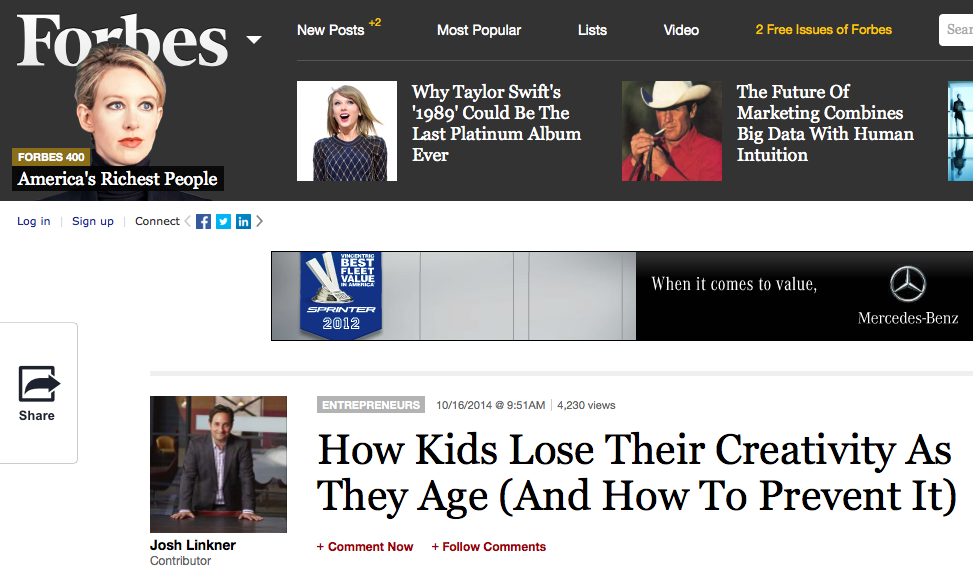 Forbes
New Posts +2
Most Popular
Lists
Video
2 Free Issues of Forbes
Sear
FORBES 400
America's Richest People
Why Taylor Swift's
'1989' Could Be The
Last Platinum Album
Ever
The Future Of
Marketing Combines
Big Data With Human
Intuition
Log in | Sign up | Connect
VINCENTRIC
BEST
FLEET
VALUE
IN AMERICA
SPRINTER
2012
When it comes to value,
Mercedes-Benz
Share
ENTREPRENEURS 10/16/2014 @ 9:51AM | 4,230 views
How Kids Lose Their Creativity As
They Age (And How To Prevent It)
Josh Linkner
Contributor
+ Comment Now + Follow Comments